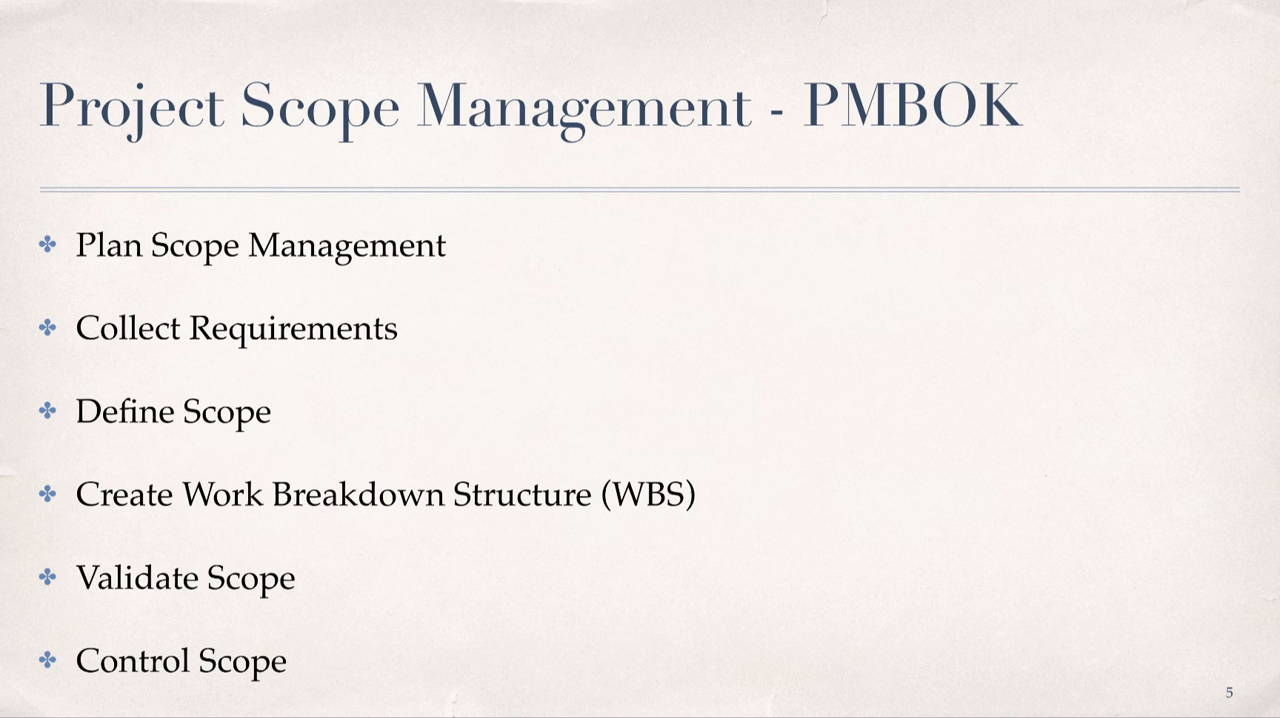 Project Scope Management - PMBOK
Plan Scope Management
Collect Requirements
Define Scope
Create Work Breakdown Structure (WBS)
Validate Scope
Control Scope
5